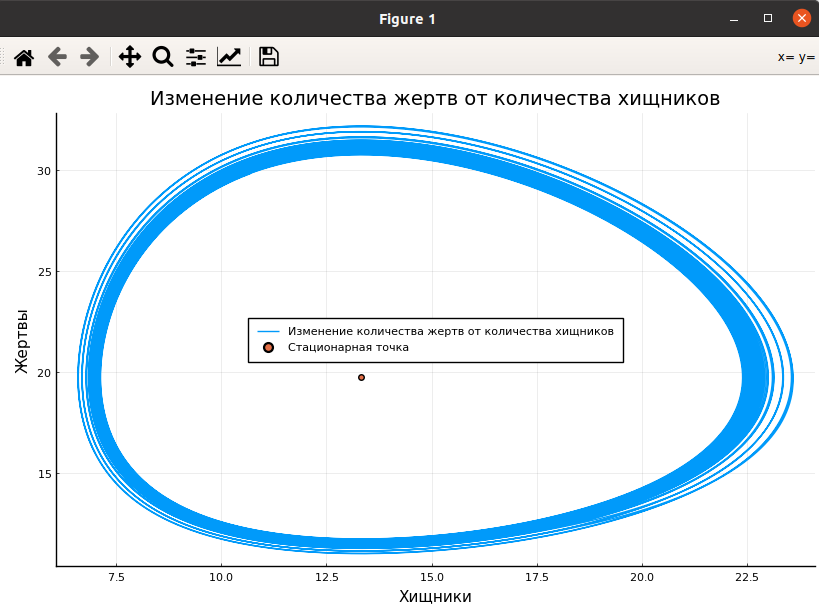 Figure 1
x= y=
Изменение количества жертв от количества хищников
30
25
20
15
Жертвы
Изменение количества жертв от количества хищников
Стационарная точка
7.5 10.0 12.5 15.0 17.5 20.0 22.5
Хищники